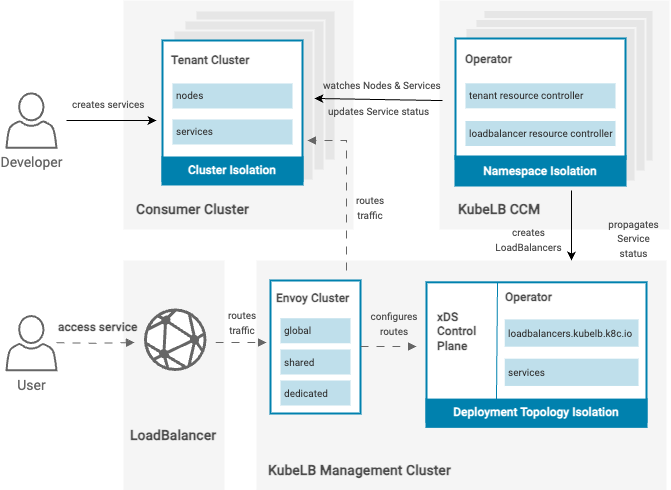 Tenant Cluster
nodes
services
Cluster Isolation
Consumer Cluster
Operator
tenant resource controller
loadbalancer resource controller
Namespace Isolation
KubeLB CCM
watches Nodes & Services
updates Service status
creates services
Developer
routes
traffic
creates
LoadBalancers
propagates
Service
status
User
access service
LoadBalancer
routes
traffic
Envoy Cluster
global
shared
dedicated
configures
routes
xDS
Control
Plane
Operator
loadbalancers.kubelb.k8c.io
services
Deployment Topology Isolation
KubeLB Management Cluster